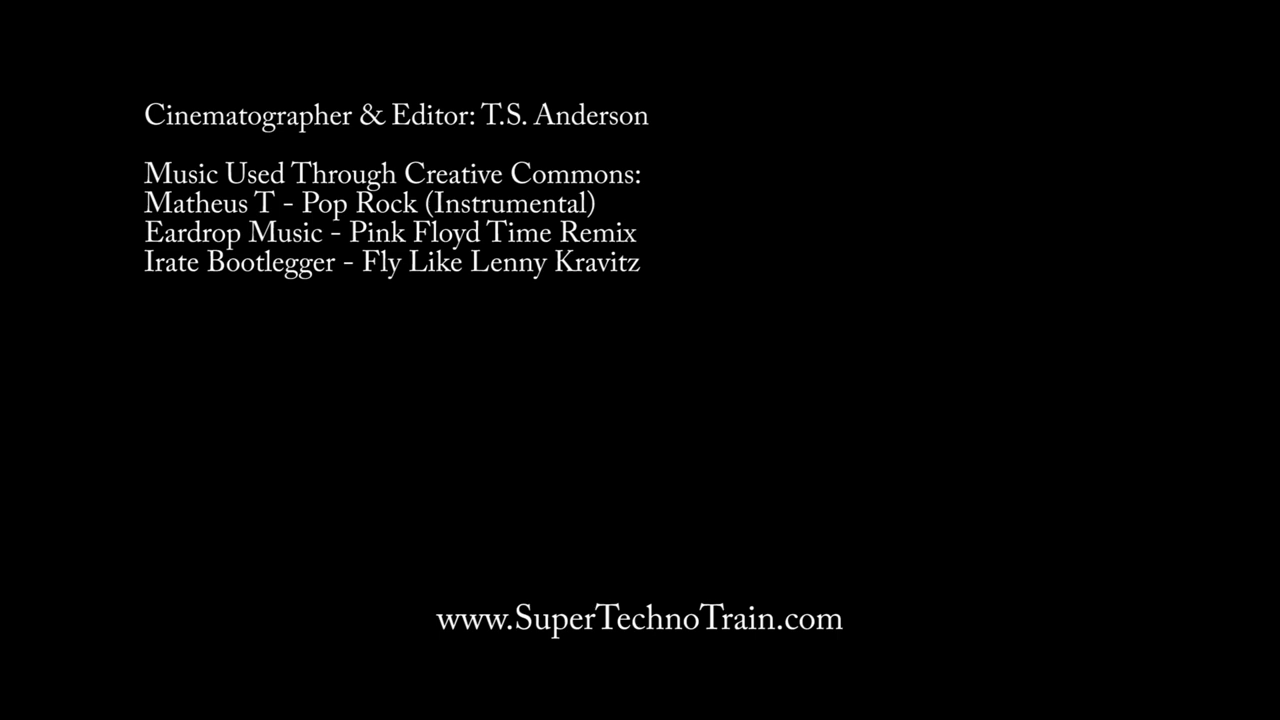 Cinematographer & Editor: T.S. Anderson
Music Used Through Creative Commons:
Matheus T - Pop Rock (Instrumental)
Eardrop Music - Pink Floyd Time Remix
Irate Bootlegger - Fly Like Lenny Kravitz
www.SuperTechnoTrain.com